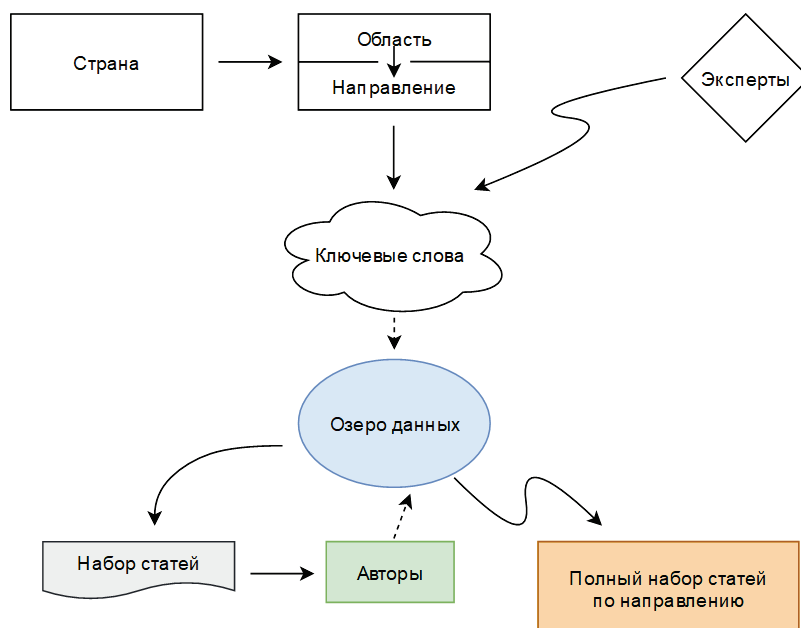 Страна
Область
Направление
Эксперты
Ключевые слова
Озеро данных
Набор статей
Авторы
Полный набор статей
по направлению